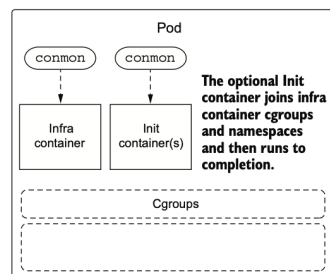 Pod
conmon
conmon
Infra
container
Init
container(s)
The optional Init
container joins infra
container cgroups
and namespaces
and then runs to
completion.
Cgroups